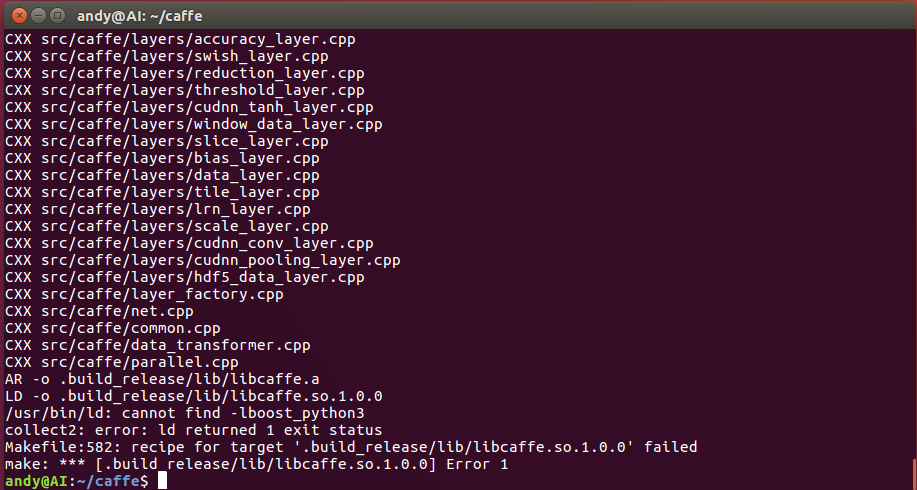 andy@AI: ~/caffe
CXX src/caffe/layers/accuracy_layer.cpp
CXX src/caffe/layers/swish_layer.cpp
CXX src/caffe/layers/reduction_layer.cpp
CXX src/caffe/layers/threshold_layer.cpp
CXX src/caffe/layers/cudnn_tanh_layer.cpp
CXX src/caffe/layers/window_data_layer.cpp
CXX src/caffe/layers/slice_layer.cpp
CXX src/caffe/layers/bias_layer.cpp
CXX src/caffe/layers/data_layer.cpp
CXX src/caffe/layers/tile_layer.cpp
CXX src/caffe/layers/lrn_layer.cpp
CXX src/caffe/layers/scale_layer.cpp
CXX src/caffe/layers/cudnn_conv_layer.cpp
CXX src/caffe/layers/cudnn_pooling_layer.cpp
CXX src/caffe/layers/hdf5_data_layer.cpp
CXX src/caffe/layer_factory.cpp
CXX src/caffe/net.cpp
CXX src/caffe/common.cpp
CXX src/caffe/data_transformer.cpp
CXX src/caffe/parallel.cpp
AR -o .build_release/lib/libcaffe.a
LD -o .build_release/lib/libcaffe.so.1.0.0
/usr/bin/ld: cannot find -lboost_python3
collect2: error: ld returned 1 exit status
Makefile:582: recipe for target '.build_release/lib/libcaffe.so.1.0.0' failed
make: *** [.build_release/lib/libcaffe.so.1.0.0] Error 1
andy@AI:~/caffe$